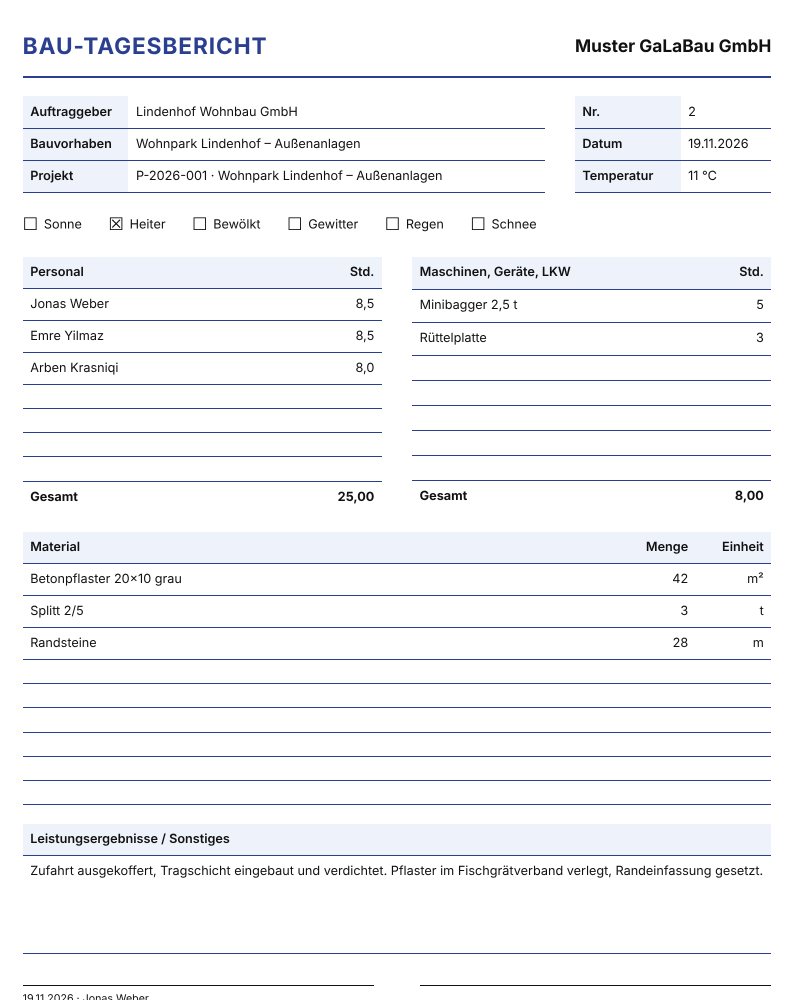 BAU-TAGESBERICHT
Muster GaLaBau GmbH
Auftraggeber Lindenhof Wohnbau GmbH
Nr. 2
Bauvorhaben Wohnpark Lindenhof – Außenanlagen
Datum 19.11.2026
Projekt P-2026-001 · Wohnpark Lindenhof – Außenanlagen
Temperatur 11 °C
☐ Sonne ☒ Heiter ☐ Bewölkt ☐ Gewitter ☐ Regen ☐ Schnee
Personal Std.
Jonas Weber 8,5
Emre Yilmaz 8,5
Arben Krasniqi 8,0
Gesamt 25,00
Maschinen, Geräte, LKW Std.
Minibagger 2,5 t 5
Rüttelplatte 3
Gesamt 8,00
Material Menge Einheit
Betonpflaster 20×10 grau 42 m²
Splitt 2/5 3 t
Randsteine 28 m
Leistungsergebnisse / Sonstiges
Zufahrt ausgekoffert, Tragschicht eingebaut und verdichtet. Pflaster im Fischgrätverband verlegt, Randeinfassung gesetzt.
19.11.2026 · Jonas Weber